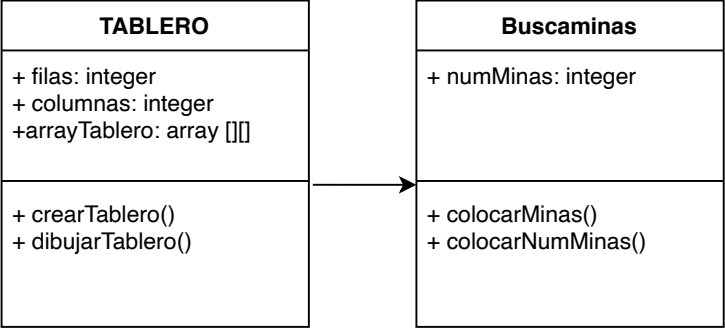 TABLERO
+ filas: integer
+ columnas: integer
+arrayTablero: array [][]
+ crearTablero()
+ dibujarTablero()
Buscaminas
+ numMinas: integer
+ colocarMinas()
+ colocarNumMinas()